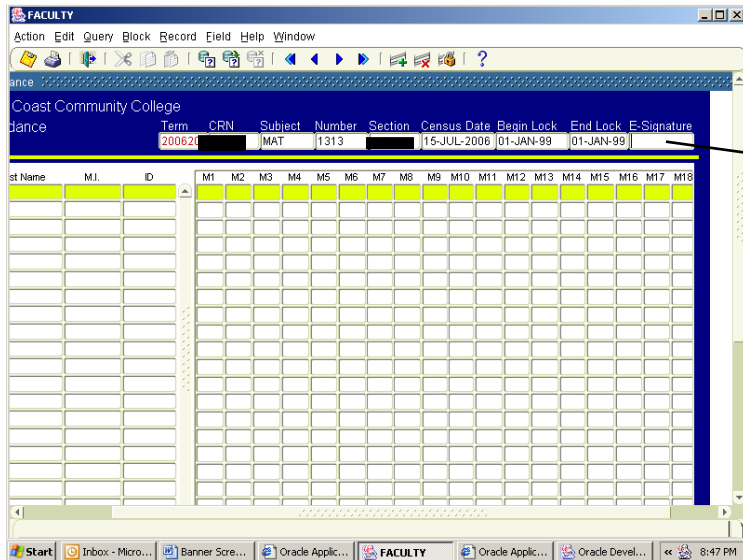 FACULTY
Action Edit Query Block Record Field Help Window
ance
Coast Community College
dance
Term CRN Subject Number Section Census Date Begin Lock End Lock E-Signature
200620 MAT 1313 15-JUL-2006 01-JAN-99 01-JAN-99
st Name M.I. ID M1 M2 M3 M4 M5 M6 M7 M8 M9 M10 M11 M12 M13 M14 M15 M16 M17 M18
Start Inbox - Micro... Banner Scre... Oracle Applic... FACULTY Oracle Applic... Oracle Devel... « 8:47 PM